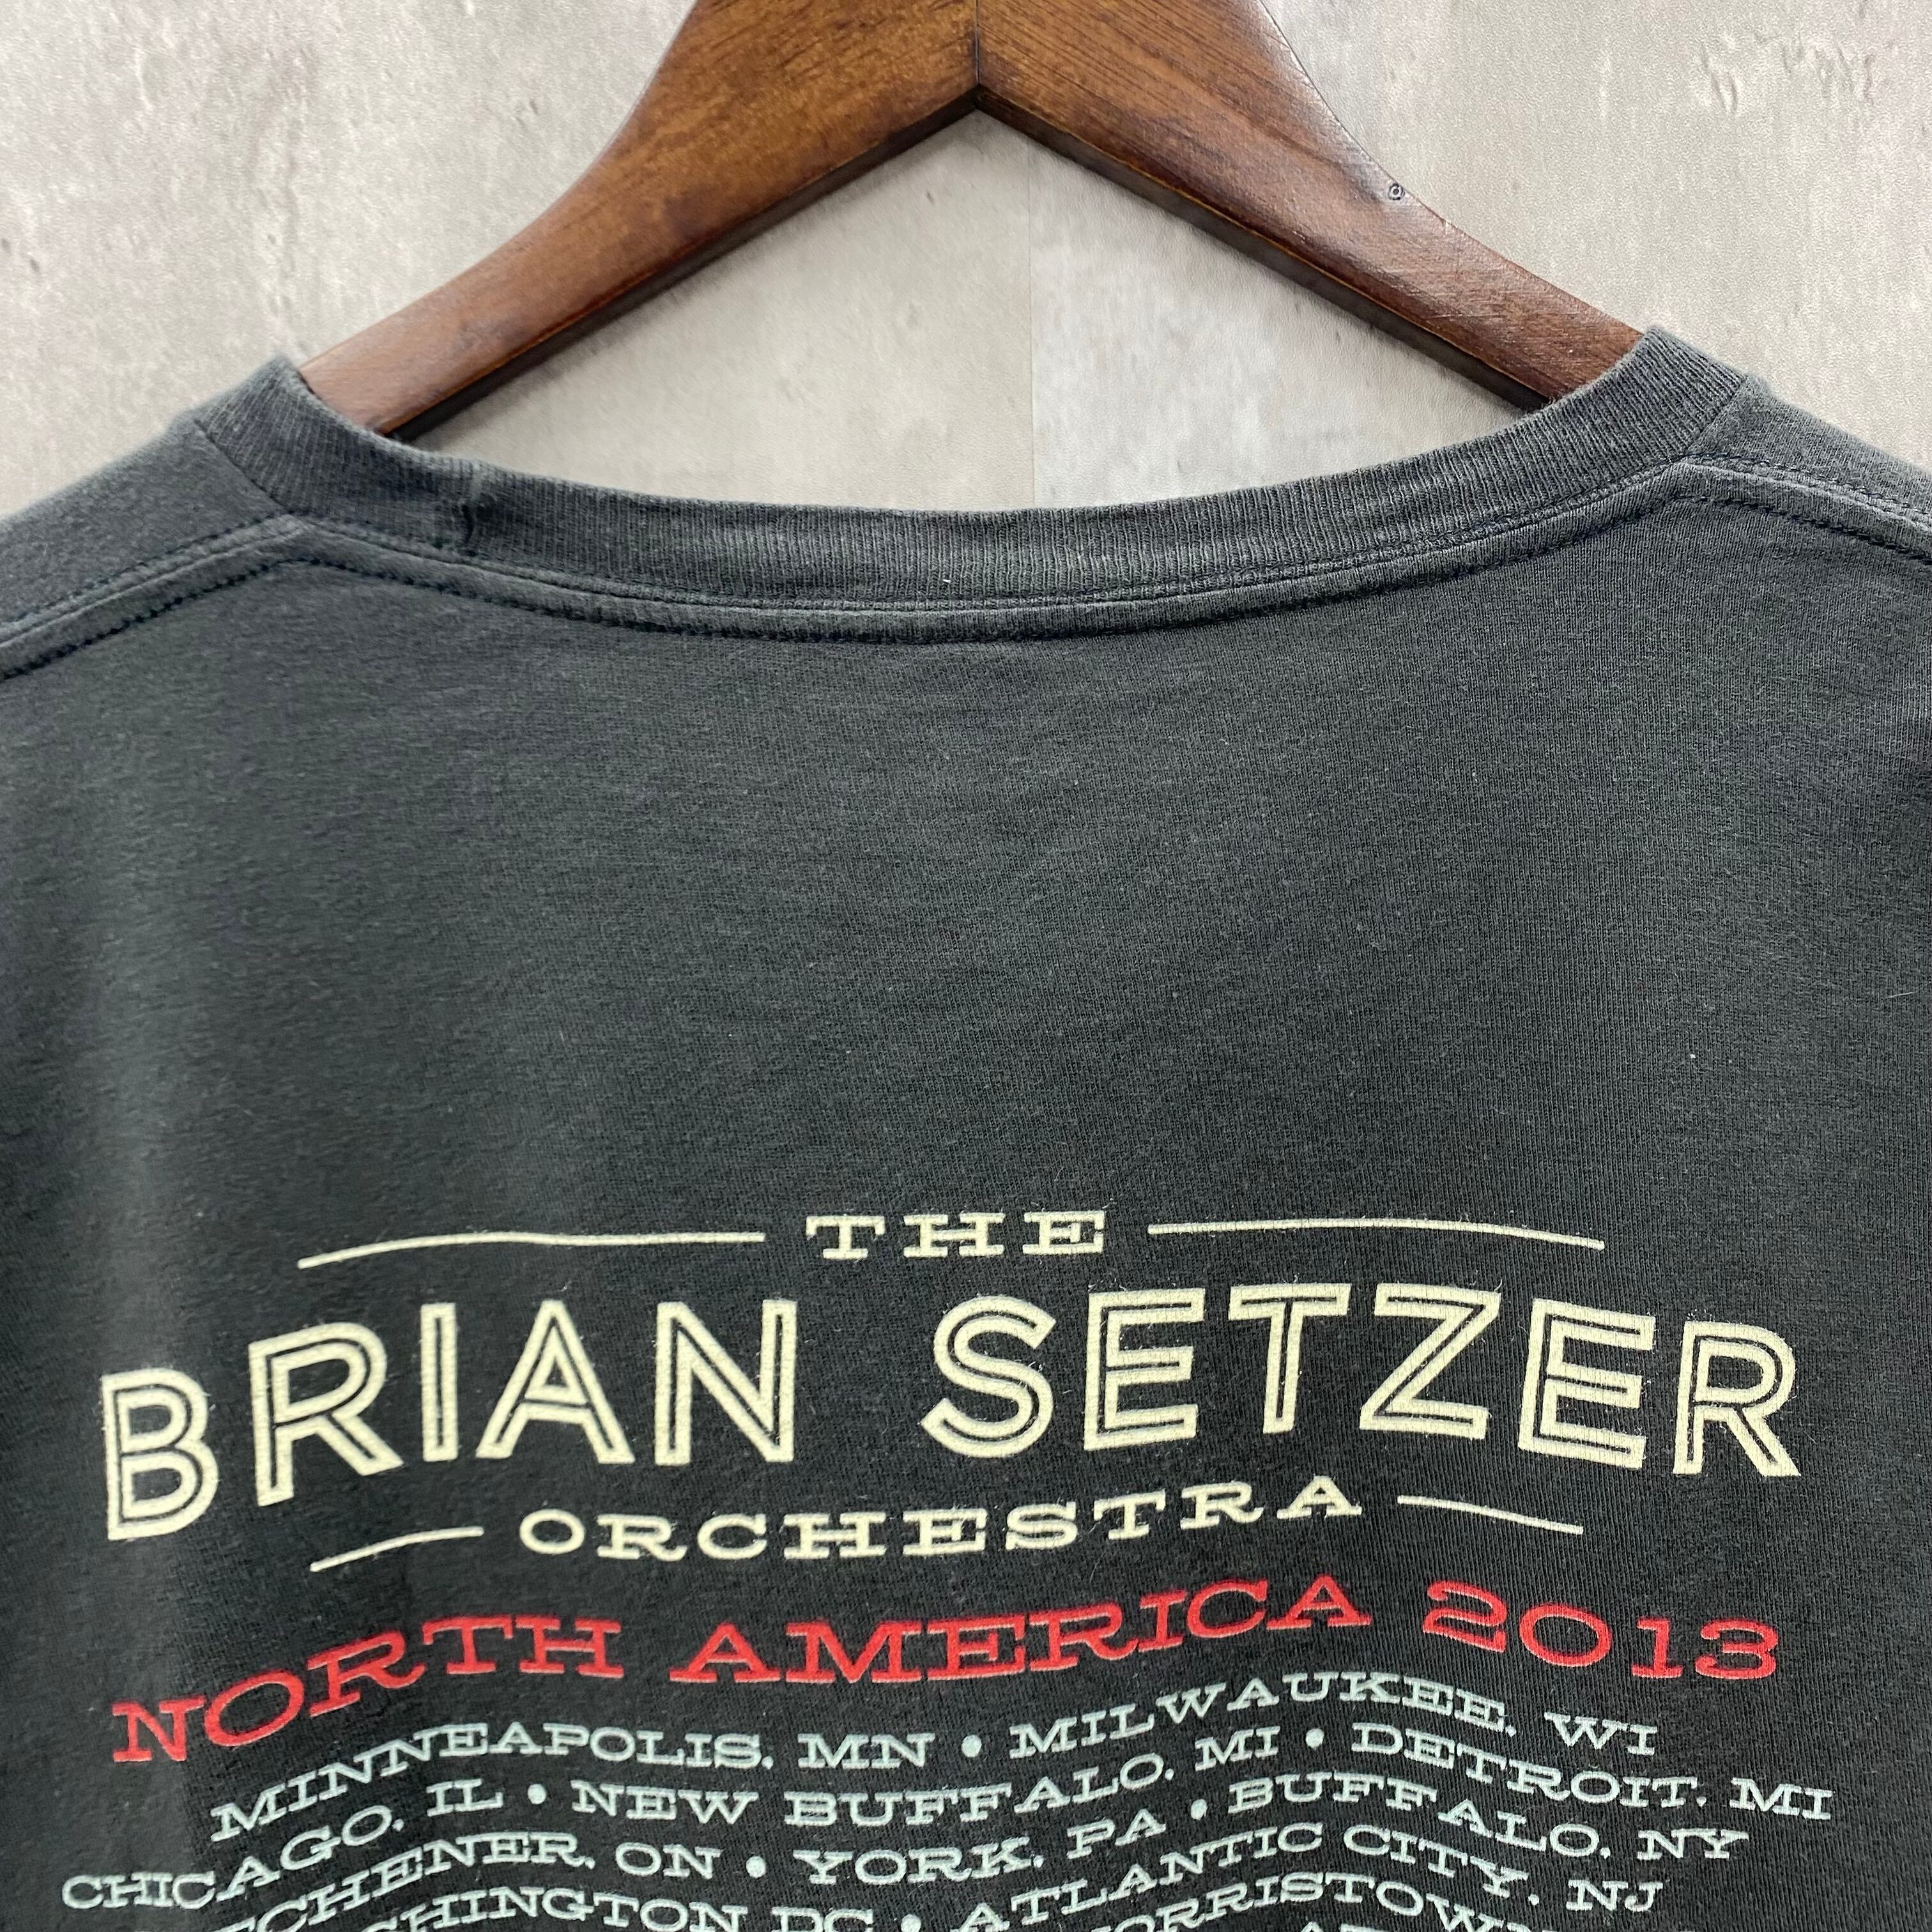 THE
BRIAN SETZER
ORCHESTRA
NORTH AMERICA 2013
MINNEAPOLIS, MN • MILWAUKEE, WI
CHICAGO, IL • NEW BUFFALO, MI • DETROIT, MI
ON • YORK, PA • BUFFALO, NY
DC • ATLANTIC CITY, NJ